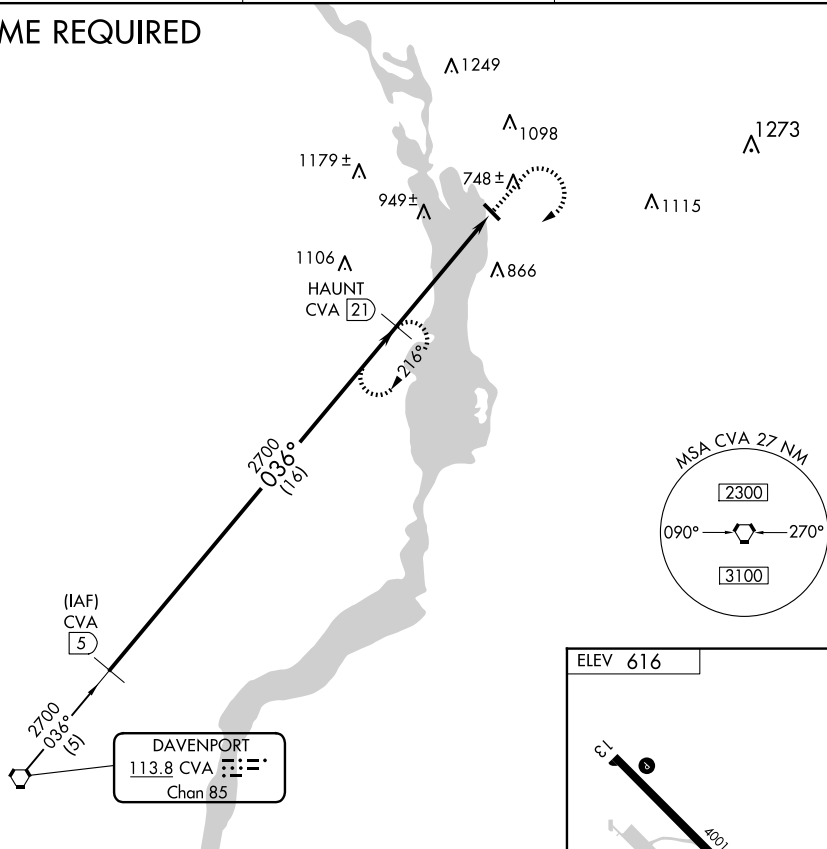 ME REQUIRED
1249
1098
1273
1179 ±
748 ±
949 ±
1115
1106
866
HAUNT
CVA 21
216°
2700
036°
(16)
MSA CVA 27 NM
2300
090°
270°
3100
(IAF)
CVA
5
2700
036°
(5)
DAVENPORT
113.8 CVA
Chan 85
ELEV 616
13
P
4001